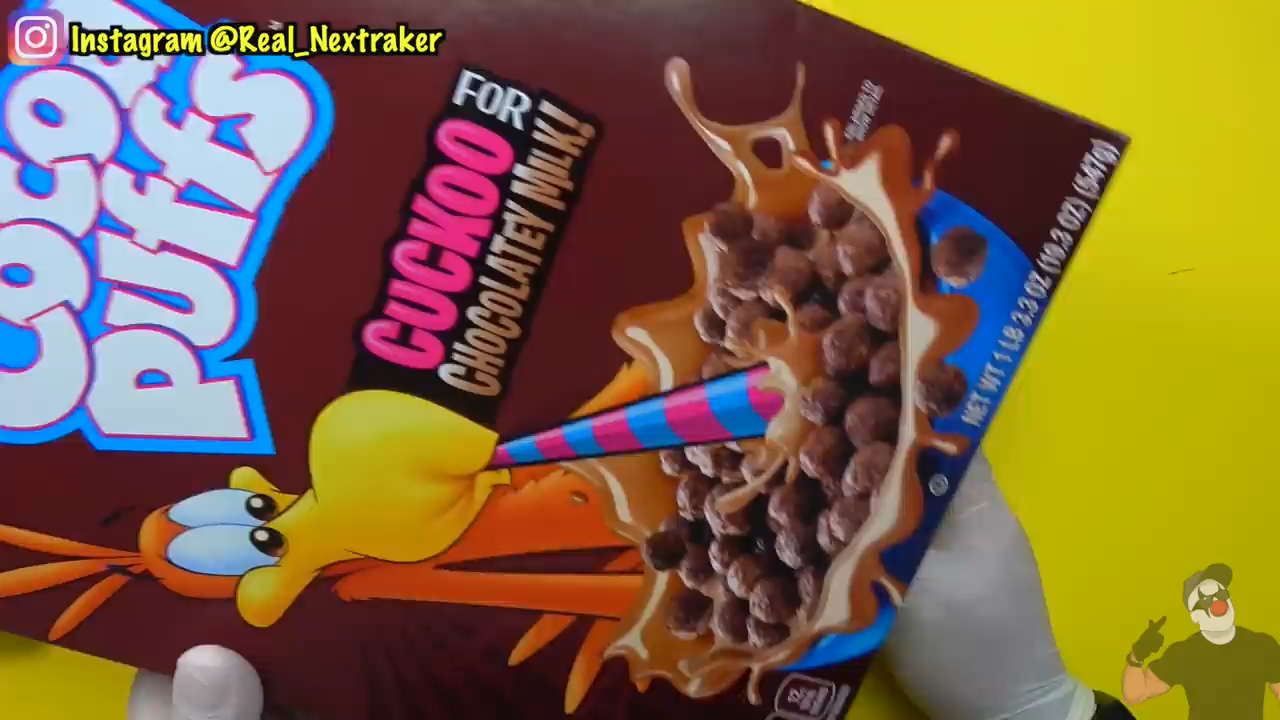 Instagram @Real_Nextraker
COCOA
PUffS
FOR
CUCKOO
CHOCOLATEY MILK!
NET WT 1 LB 3.3 OZ (19.3 OZ) (547g)